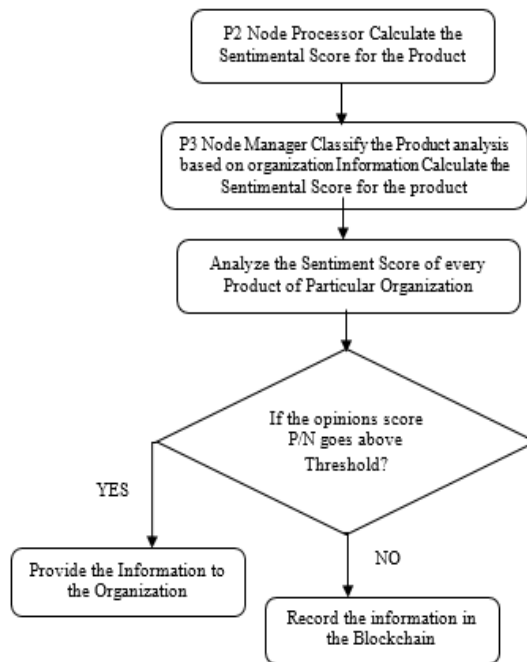 P2 Node Processor Calculate the
Sentimental Score for the Product
P3 Node Manager Classify the Product analysis
based on organization Information Calculate the
Sentimental Score for the product
Analyze the Sentiment Score of every
Product of Particular Organization
If the opinions score
P/N goes above
Threshold?
YES
NO
Provide the Information to
the Organization
Record the information in
the Blockchain